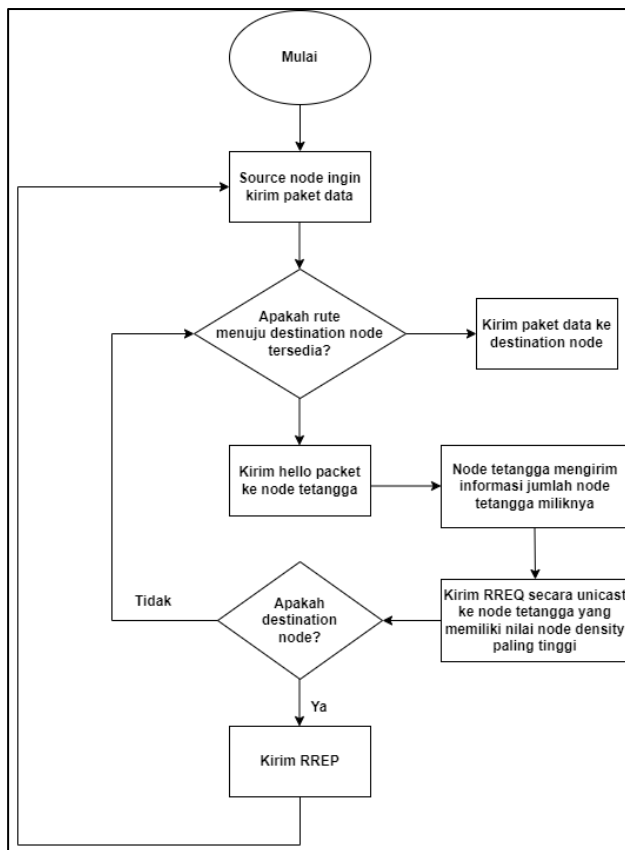 Mulai
Source node ingin
kirim paket data
Apakah rute
menuju destination node
tersedia?
Kirim paket data ke
destination node
Kirim hello packet
ke node tetangga
Node tetangga mengirim
informasi jumlah node
tetangga miliknya
Kirim RREQ secara unicast
ke node tetangga yang
memiliki nilai node density
paling tinggi
Apakah
destination
node?
Tidak
Ya
Kirim RREP